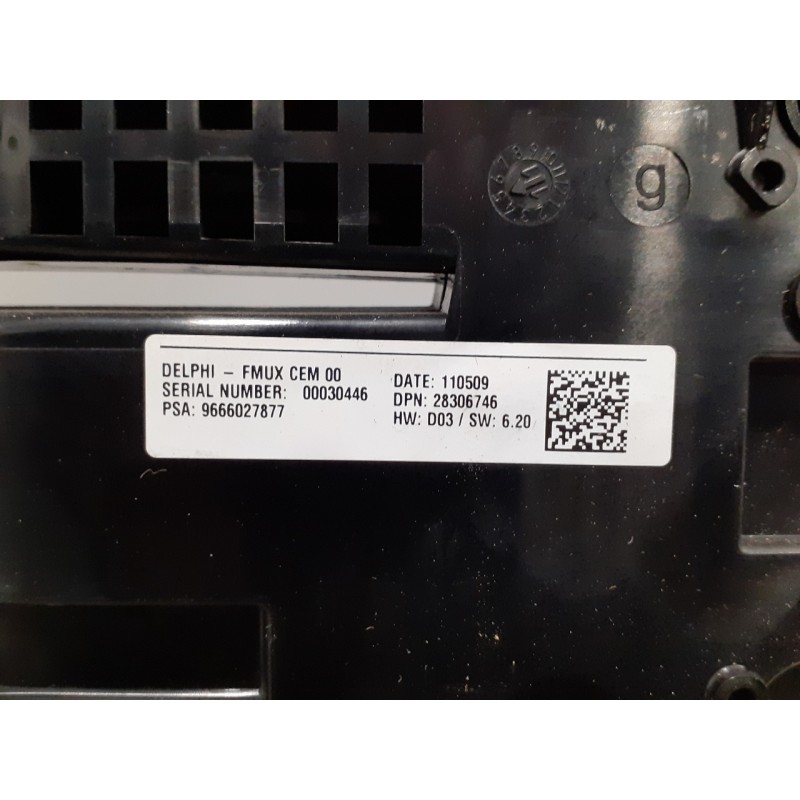 g
DELPHI – FMUX CEM 00
SERIAL NUMBER: 00030446
PSA: 9666027877
DATE: 110509
DPN: 28306746
HW: D03 / SW: 6.20